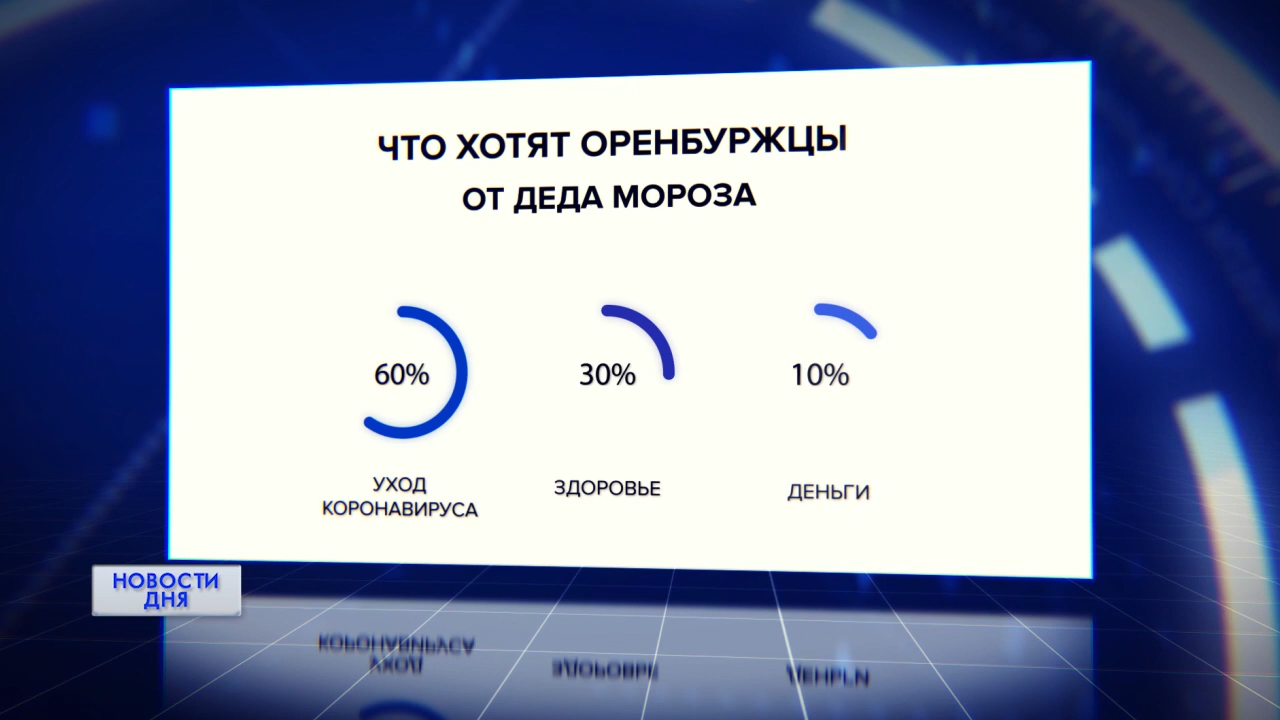 ЧТО ХОТЯТ ОРЕНБУРЖЦЫ
ОТ ДЕДА МОРОЗА
60%
30%
10%
УХОД
КОРОНАВИРУСА
ЗДОРОВЬЕ
ДЕНЬГИ
НОВОСТИ
ДНЯ